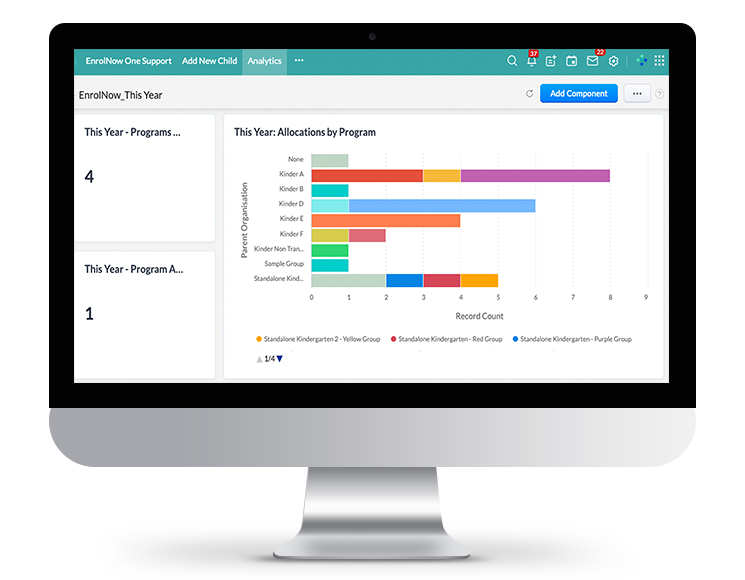 EnrolNow One Support Add New Child Analytics ...
37
22
EnrolNow_This Year
Add Component
...
?
This Year - Programs ...
4
This Year - Program A...
1
This Year: Allocations by Program
Parent Organisation
None
Kinder A
Kinder B
Kinder D
Kinder E
Kinder F
Kinder Non Tran...
Sample Group
Standalone Kind...
0 1 2 3 4 5 6 7 8 9
Record Count
Standalone Kindergarten 2 - Yellow Group Standalone Kindergarten - Red Group Standalone Kindergarten - Purple Group
1/4